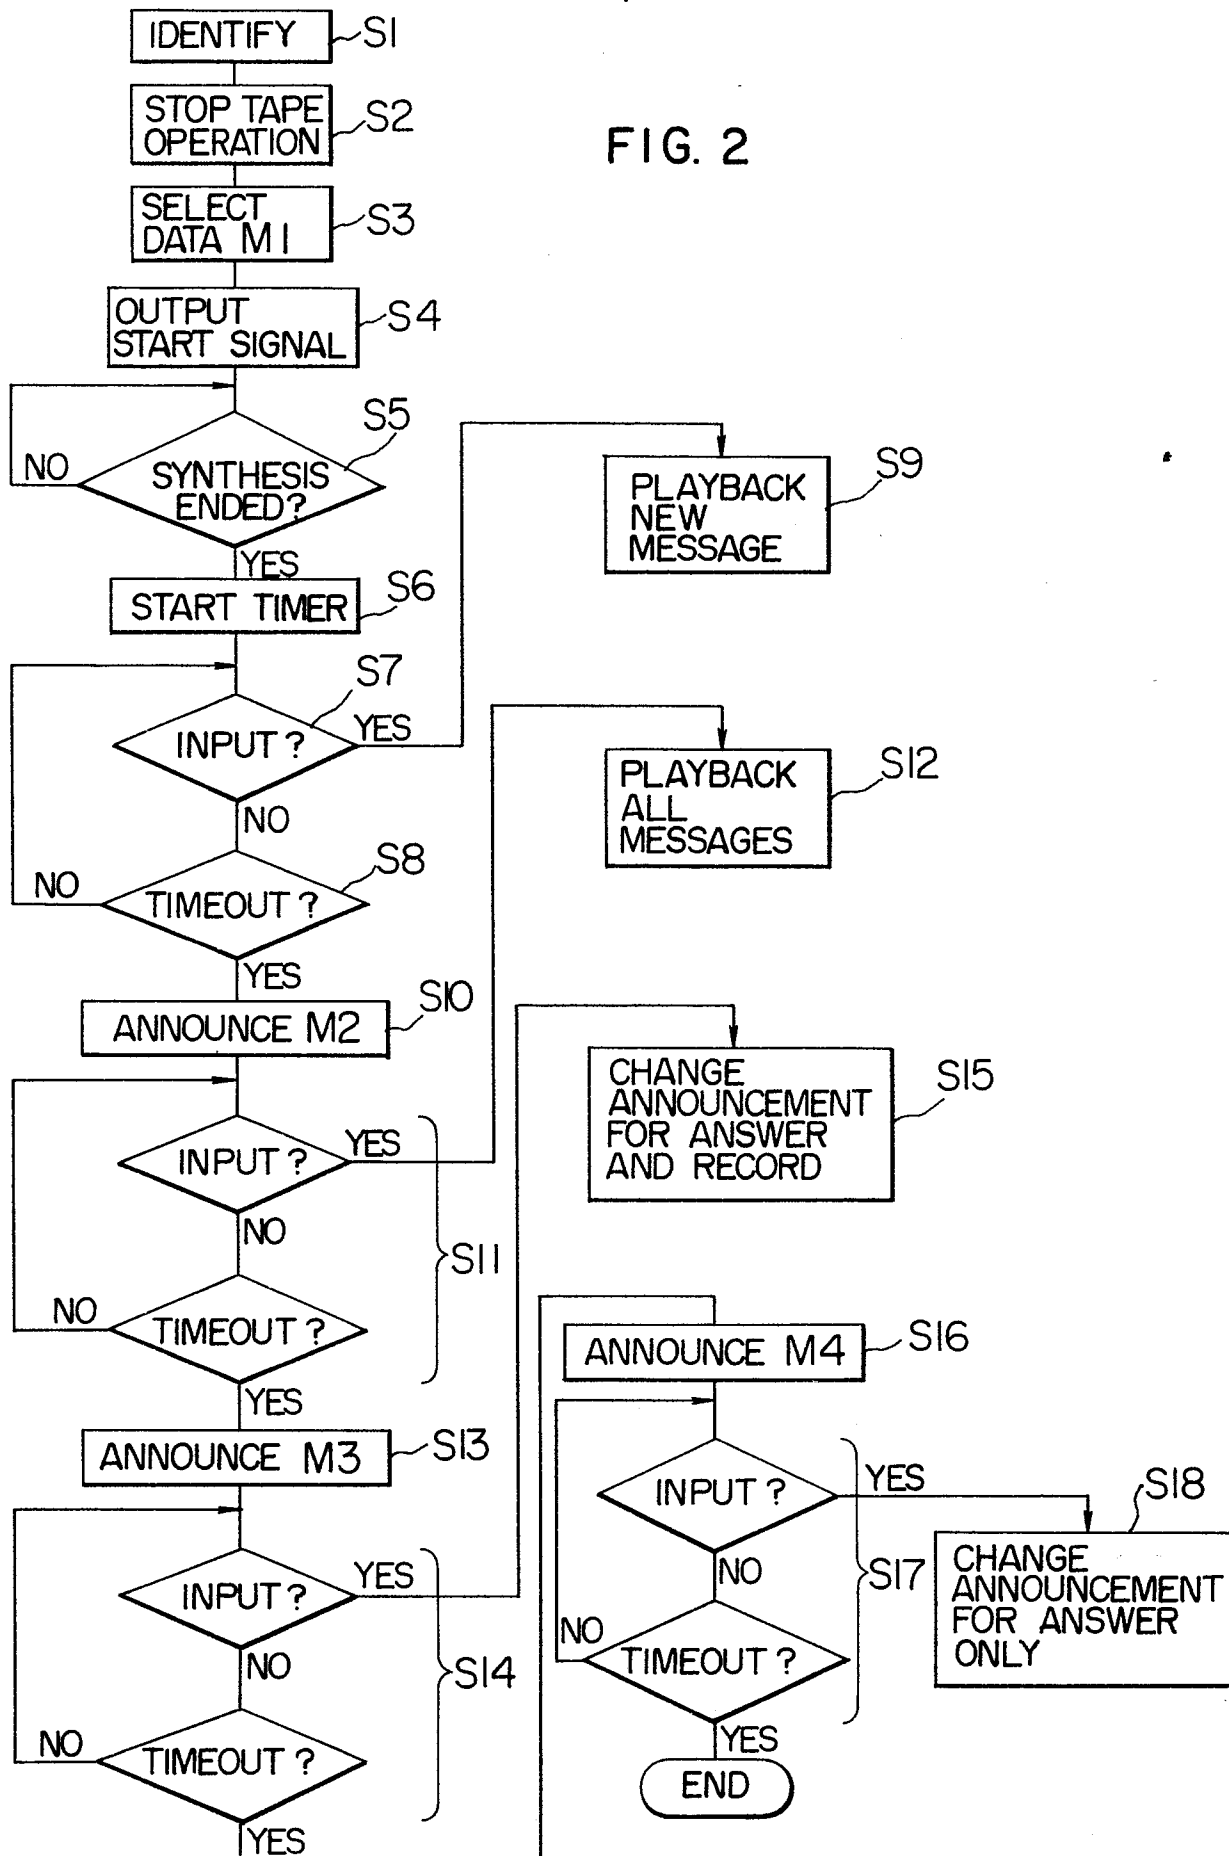 IDENTIFY
S1
STOP TAPE
OPERATION
S2
FIG. 2
SELECT
DATA M1
S3
OUTPUT
START SIGNAL
S4
S5
NO
SYNTHESIS
ENDED?
YES
S9
PLAYBACK
NEW
MESSAGE
START TIMER
S6
S7
INPUT?
YES
NO
S12
PLAYBACK
ALL
MESSAGES
S8
NO
TIMEOUT?
YES
S10
ANNOUNCE M2
S15
CHANGE
ANNOUNCEMENT
FOR ANSWER
AND RECORD
INPUT?
YES
NO
S11
NO
TIMEOUT?
YES
S16
ANNOUNCE M4
ANNOUNCE M3
S13
INPUT?
YES
NO
S17
S18
CHANGE
ANNOUNCEMENT
FOR ANSWER
ONLY
INPUT?
YES
NO
S14
NO
TIMEOUT?
YES
NO
TIMEOUT?
YES
END